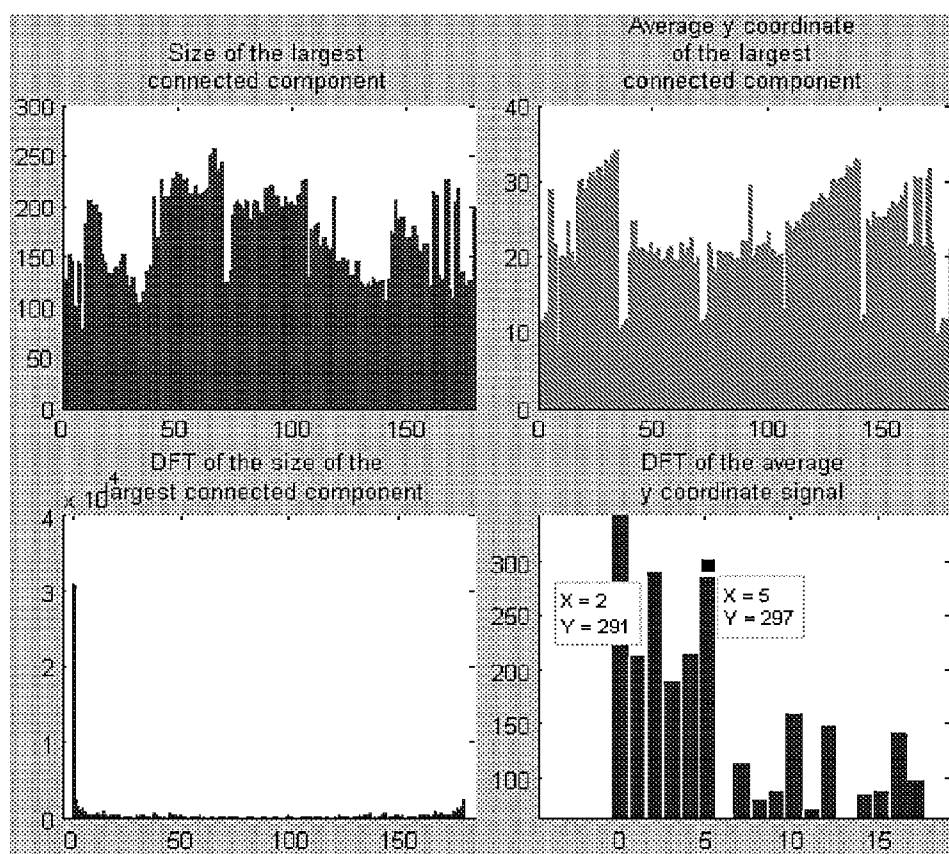 Size of the largest
connected component
300
250
200
150
100
50
0
0 50 100 150
Average y coordinate
of the largest
connected component
40
30
20
10
0
0 50 100 150
DFT of the size of the
x 10^4 largest connected component
4
3
2
1
0
0 50 100 150
DFT of the average
y coordinate signal
300
250
200
150
100
X = 2
Y = 291
X = 5
Y = 297
0 5 10 15